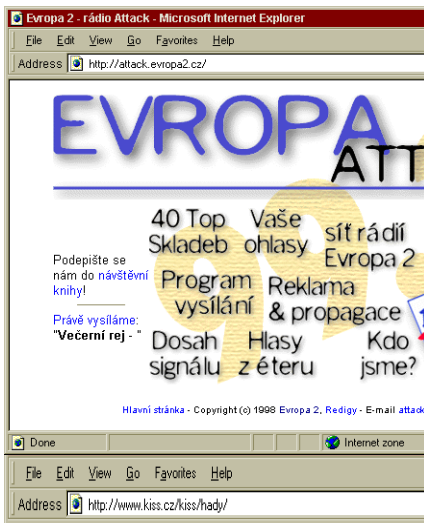 Evropa 2 - rádio Attack - Microsoft Internet Explorer
File Edit View Go Favorites Help
Address http://attack.evropa2.cz/
EVROPA
ATT
99.
Podepište se
nám do návštěvní
knihy!
Právě vysíláme:
"Večerní rej - "
40 Top
Skladeb
Vaše
ohlasy
síť rádií
Evropa 2
Program
vysílání
Reklama
& propagace
Dosah
signálu
Hlasy
z éteru
Kdo
jsme?
Hlavní stránka - Copyright (c) 1998 Evropa 2, Redigy - E-mail attack
Done Internet zone
File Edit View Go Favorites Help
Address http://www.kiss.cz/kiss/hady/